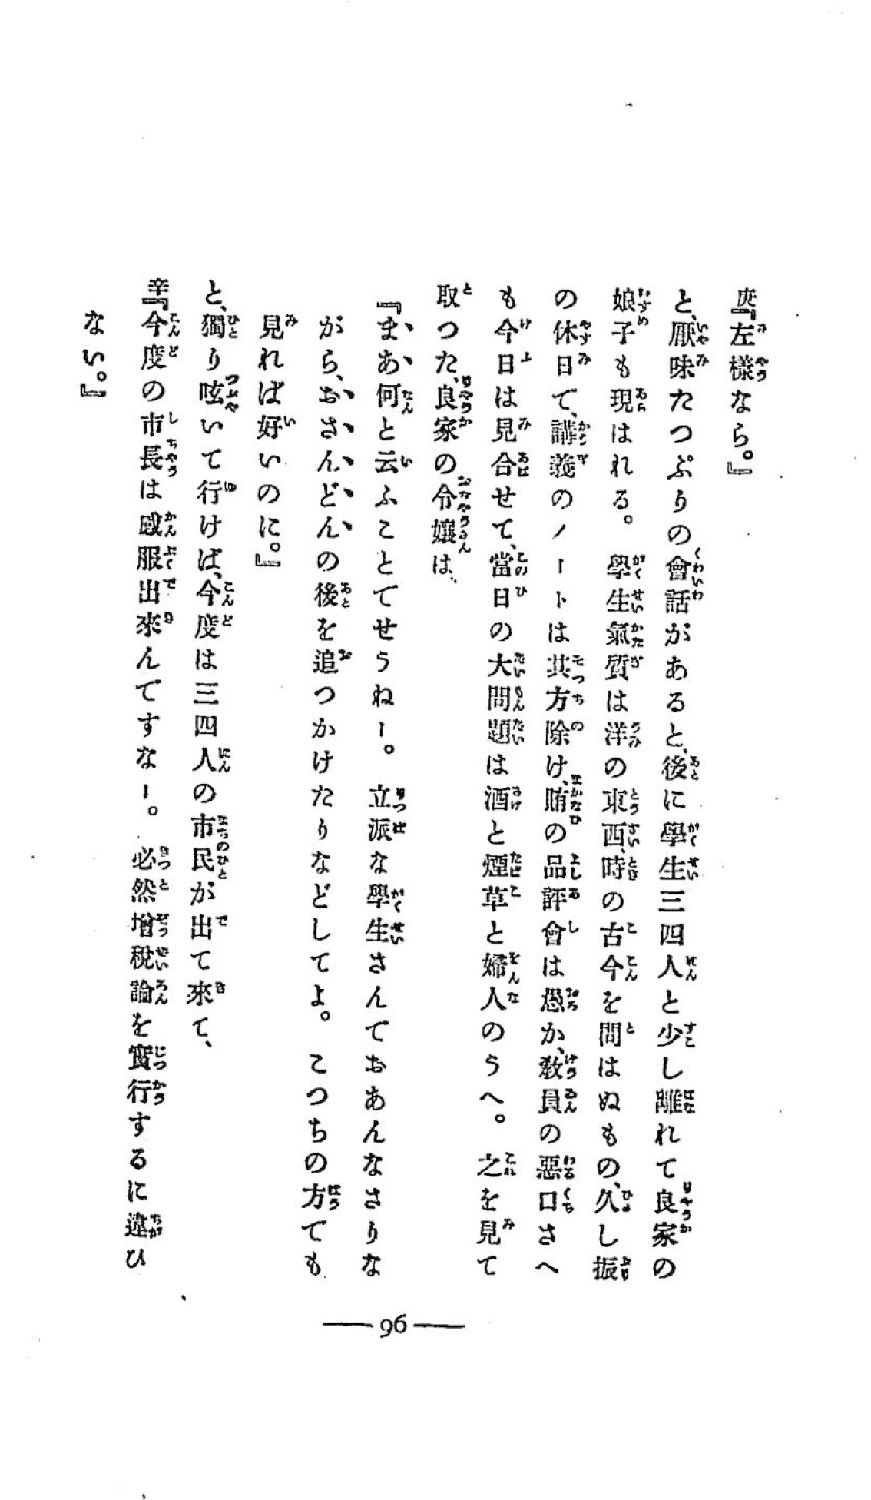 庚『左樣なら。』
と、厭味たつぷりの會話があると、後に學生三四人と少し離れて良家の
娘子も現はれる。 學生氣質は洋の東西、時の古今を問はぬもの、久し振
の休日で、講義のノートは其方除け、賄の品評會は愚か、敎員の惡口さへ
も今日は見合せて、當日の大問題は酒と煙草と婦人のうへ。 之を見て
取つた、良家の令孃は、
『まあ何と云ふことでせうねー。 立派な學生さんでおあんなさりな
がら、おさんどんの後を追つかけたりなどしてよ。 こつちの方でも
見れば好いのに。』
と、獨り呟いて行けば、今度は三四人の市民が出て來て、
辛『今度の市長は感服出來んですなー。 必然增稅論を實行するに違ひ
ない。』
96